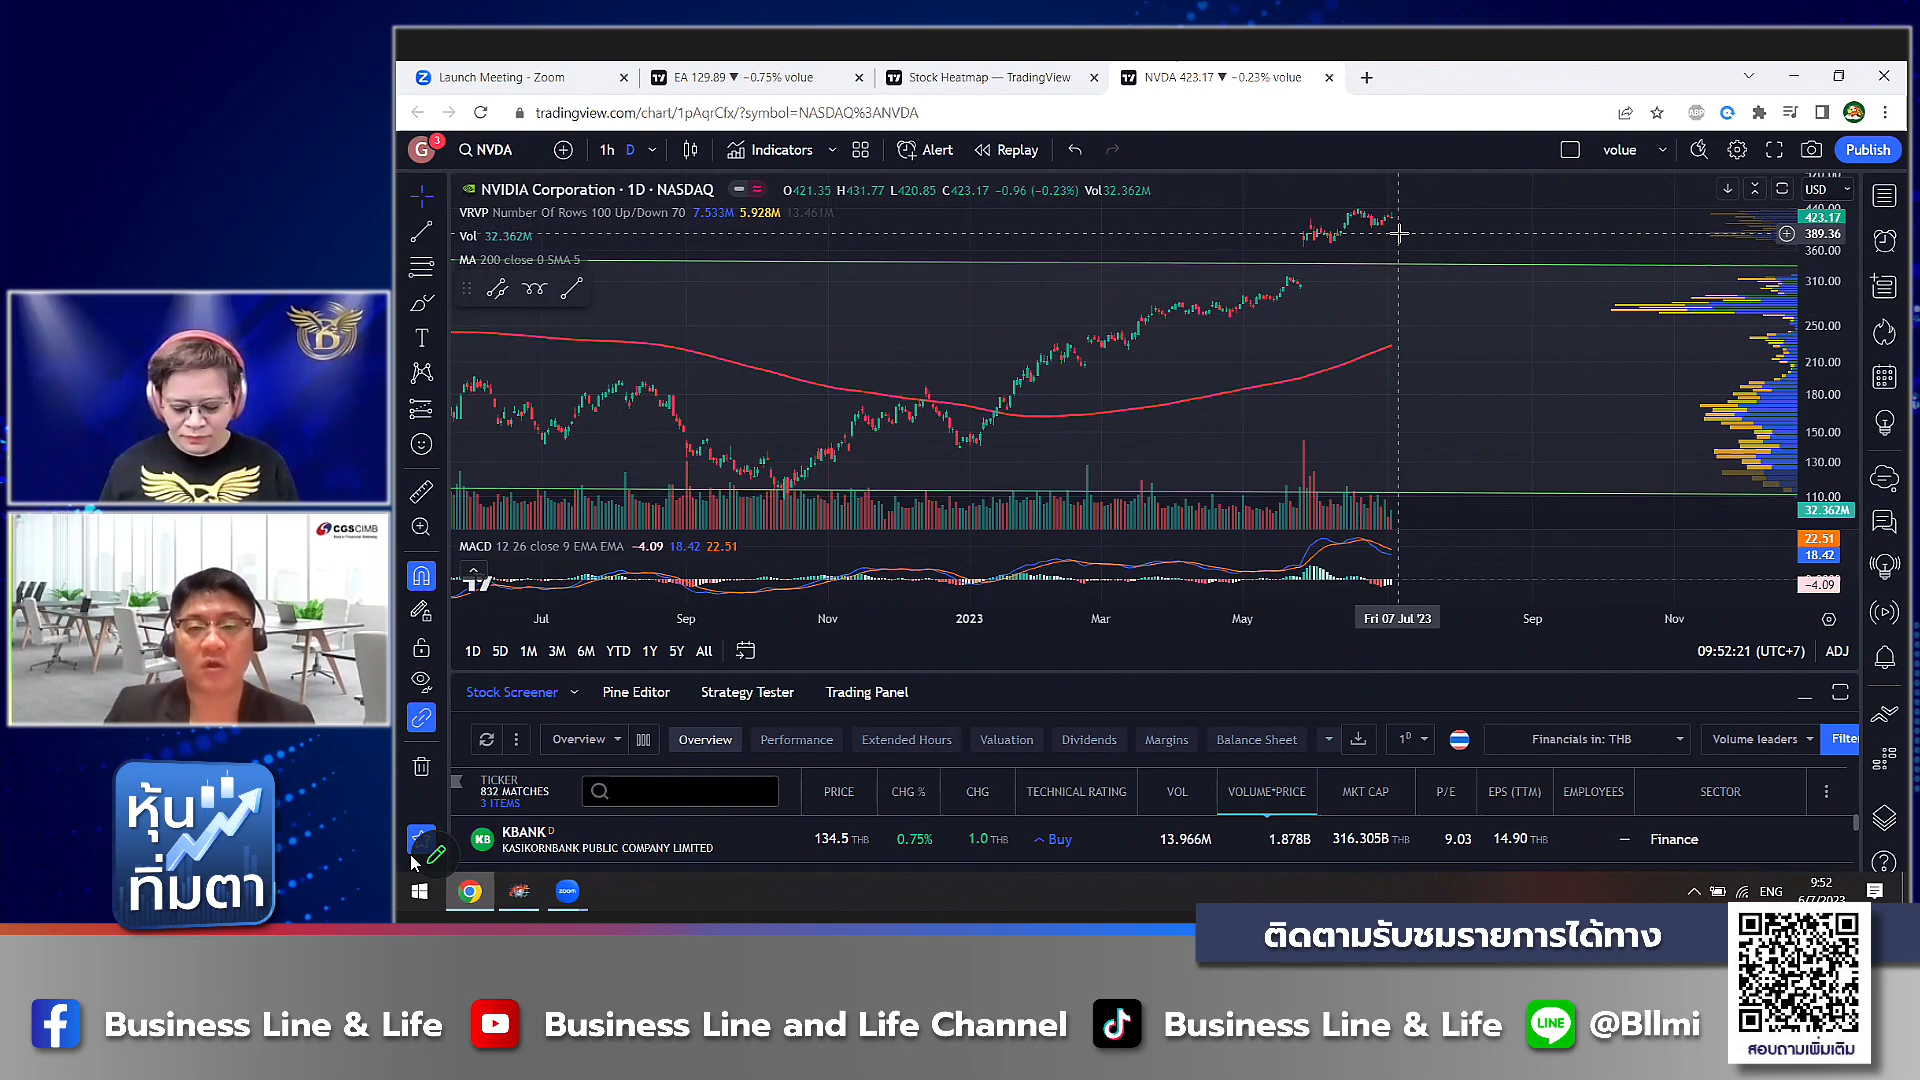 Launch Meeting - Zoom
EA 129.89 ▼ −0.75% volue
Stock Heatmap — TradingView
NVDA 423.17 ▼ −0.23% volue
tradingview.com/chart/1pAqrCfx/?symbol=NASDAQ%3ANVDA
G 3
NVDA
1h D
Indicators
Alert
Replay
volue
Publish
NVIDIA Corporation · 1D · NASDAQ
O421.35 H431.77 L420.85 C423.17 −0.96 (−0.23%) Vol32.362M
VRVP Number Of Rows 100 Up/Down 70 7.533M 5.928M 13.461M
Vol 32.362M
MA 200 close 0 SMA 5
USD
423.17
389.36
360.00
310.00
250.00
210.00
180.00
150.00
130.00
110.00
32.362M
MACD 12 26 close 9 EMA EMA −4.09 18.42 22.51
22.51
18.42
−4.09
Jul Sep Nov 2023 Mar May Fri 07 Jul '23 Sep Nov
1D 5D 1M 3M 6M YTD 1Y 5Y All
09:52:21 (UTC+7) ADJ
Stock Screener Pine Editor Strategy Tester Trading Panel
Overview
Overview Performance Extended Hours Valuation Dividends Margins Balance Sheet
1D
Financials in: THB
Volume leaders
TICKER
832 MATCHES
3 ITEMS
PRICE CHG % CHG TECHNICAL RATING VOL VOLUME*PRICE MKT CAP P/E EPS (TTM) EMPLOYEES SECTOR
KB
KBANK D
KASIKORNBANK PUBLIC COMPANY LIMITED
134.5 THB 0.75% 1.0 THB Buy 13.966M 1.878B 316.305B THB 9.03 14.90 THB — Finance
zoom
ENG
9:52
6/7/2023
CGS CIMB
หุ้น
ทิ่มตา
ติดตามรับชมรายการได้ทาง
Business Line & Life
Business Line and Life Channel
Business Line & Life
LINE
@Bllmi
สอบถามเพิ่มเติม